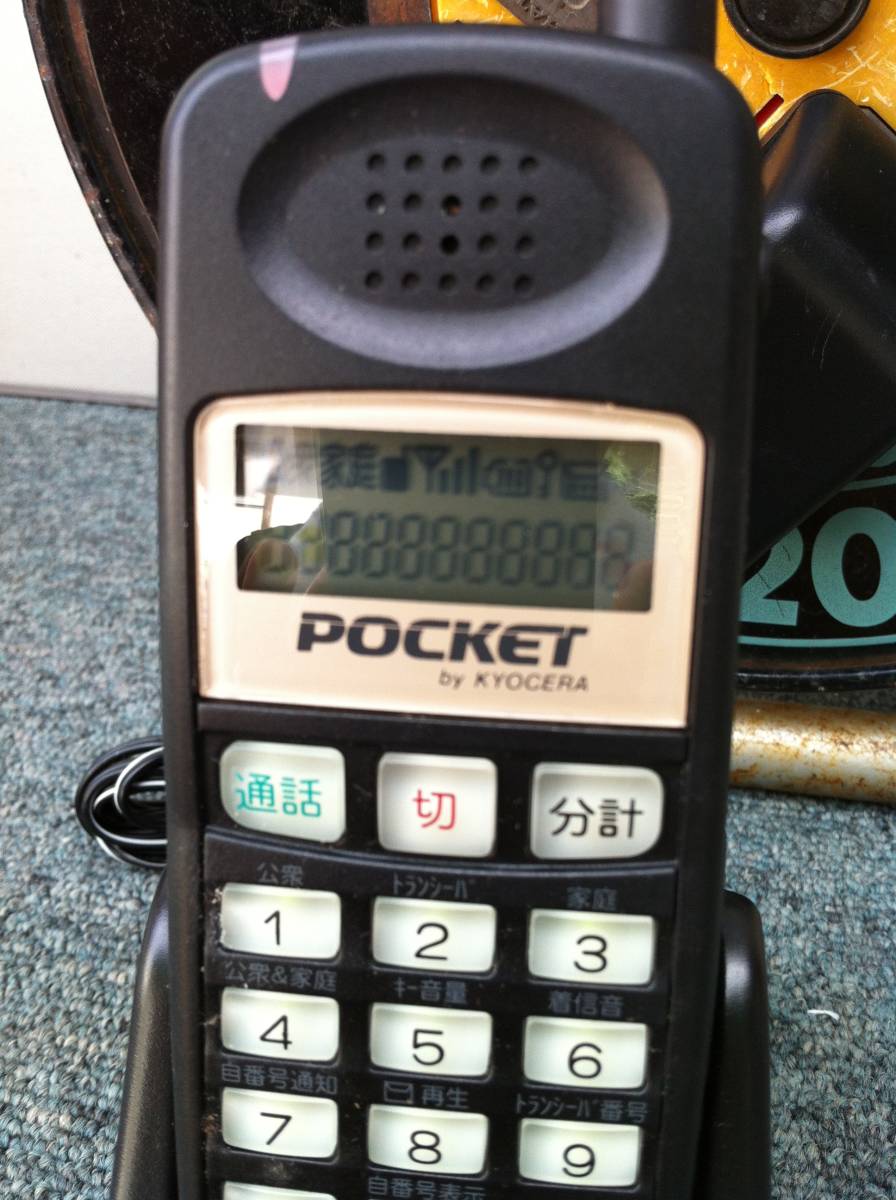 POCKET
by KYOCERA
通話 切 分計
公衆 トランシーバ 家庭
1 2 3
公衆&家庭 キー音量 着信音
4 5 6
自番号通知 再生 トランシーバ番号
7 8 9
自番号表示
20